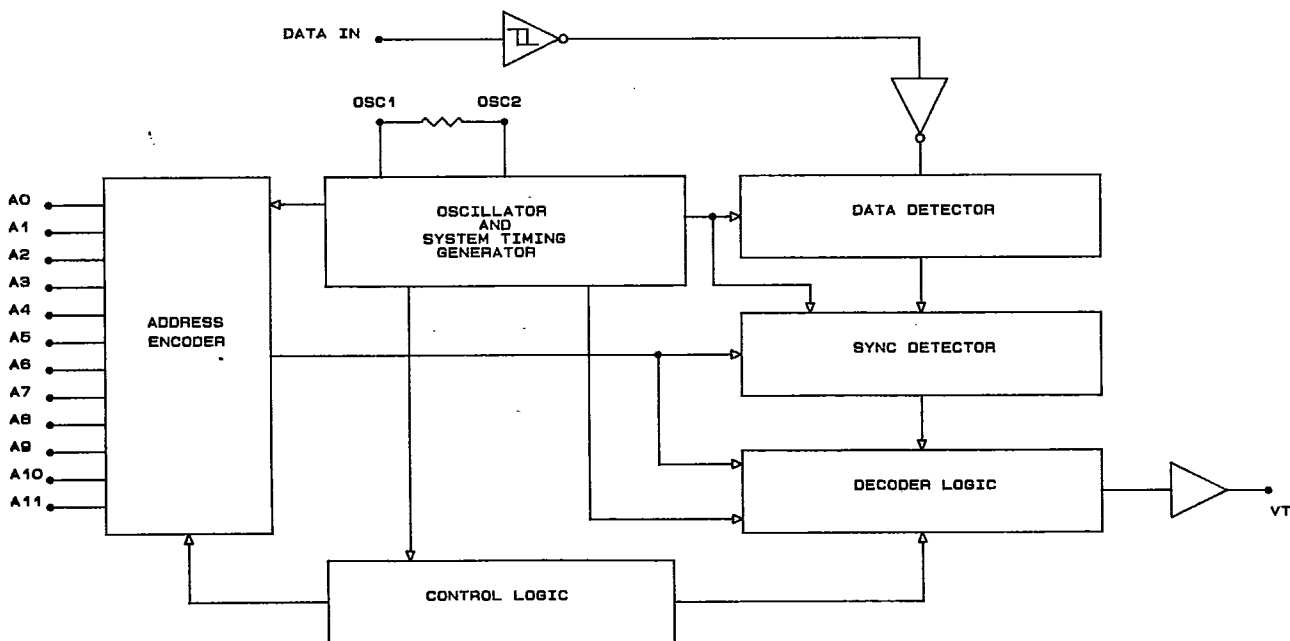 DATA IN
OSC1
OSC2
A0
A1
A2
A3
A4
A5
A6
A7
A8
A9
A10
A11
ADDRESS
ENCODER
OSCILLATOR
AND
SYSTEM TIMING
GENERATOR
DATA DETECTOR
SYNC DETECTOR
DECODER LOGIC
VT
CONTROL LOGIC